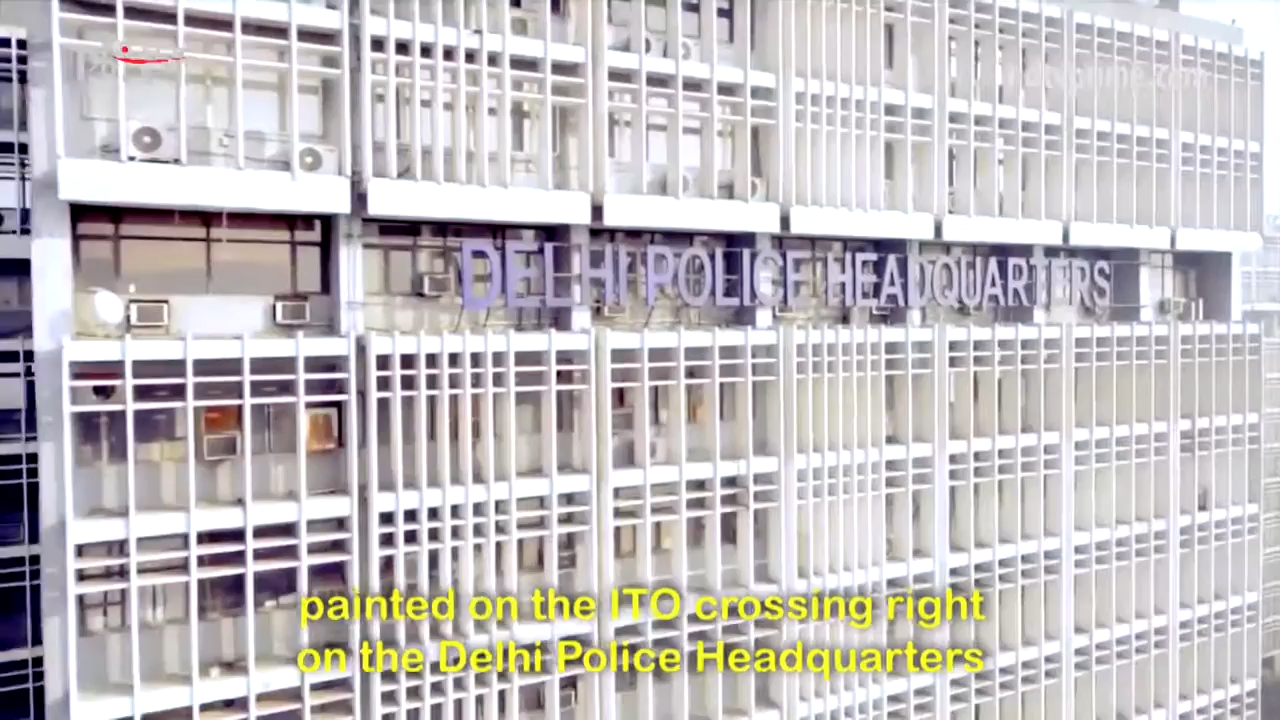 DELHI POLICE HEADQUARTERS
painted on the ITO crossing right
on the Delhi Police Headquarters